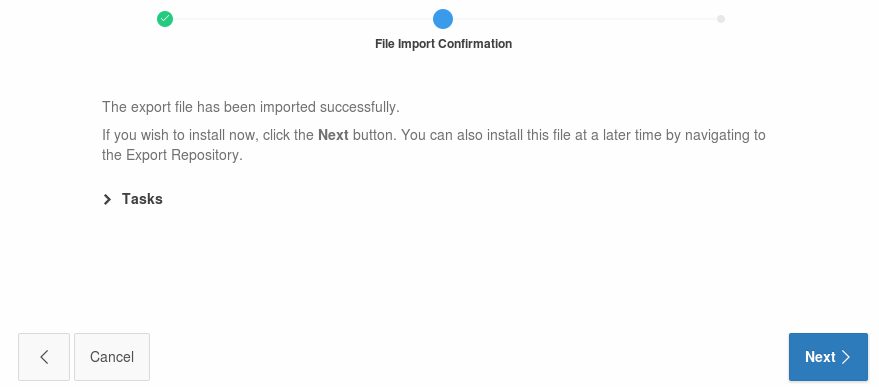 File Import Confirmation
The export file has been imported successfully.
If you wish to install now, click the Next button. You can also install this file at a later time by navigating to
the Export Repository.
Tasks
Cancel
Next